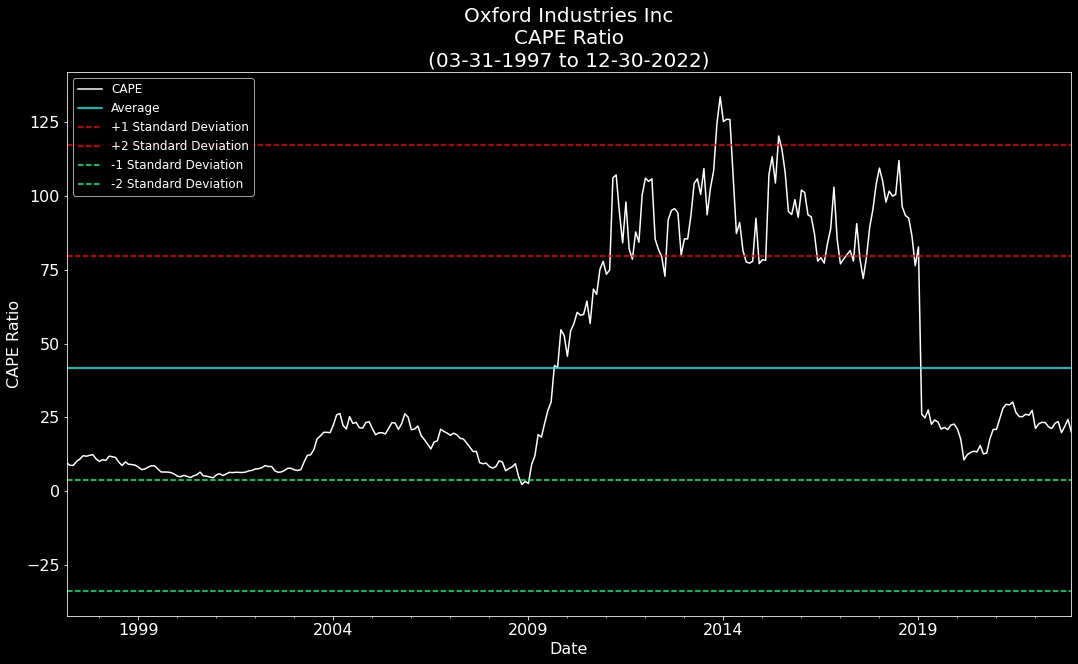 Oxford Industries Inc
CAPE Ratio
(03-31-1997 to 12-30-2022)
CAPE
Average
+1 Standard Deviation
+2 Standard Deviation
-1 Standard Deviation
-2 Standard Deviation
125
100
75
50
25
0
−25
CAPE Ratio
1999
2004
2009
2014
2019
Date